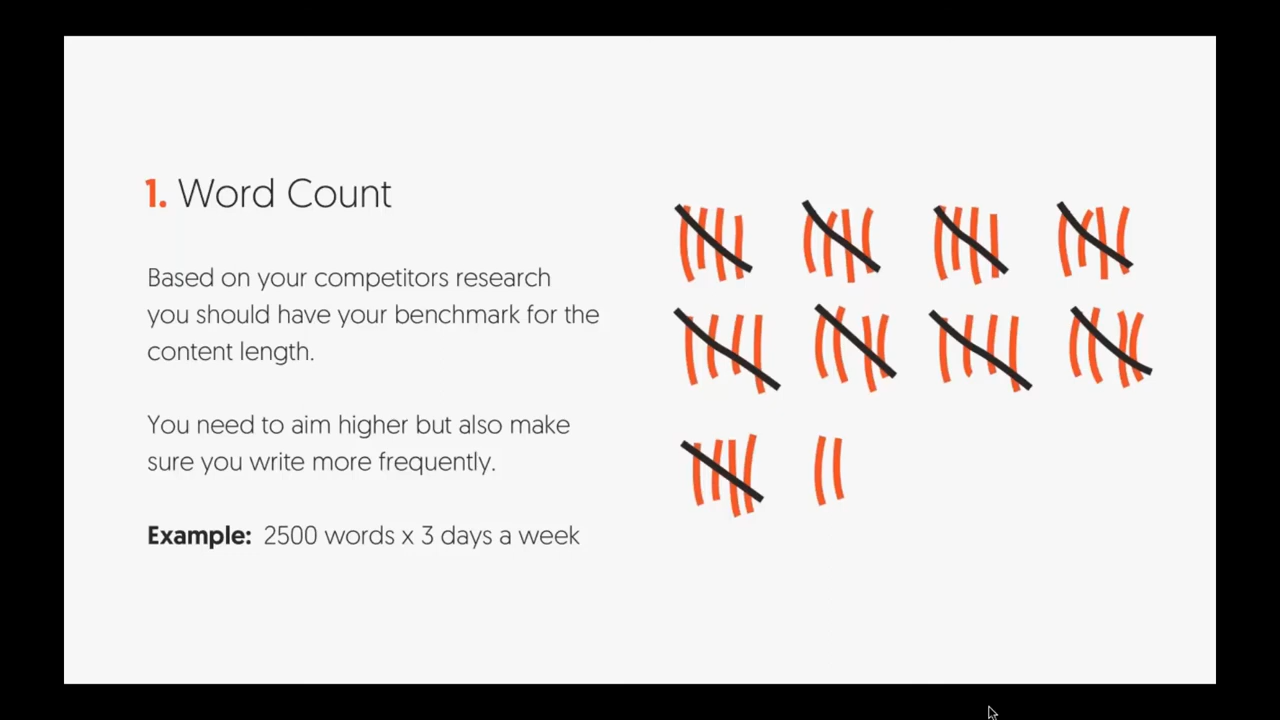 1. Word Count
Based on your competitors research
you should have your benchmark for the
content length.
You need to aim higher but also make
sure you write more frequently.
Example: 2500 words x 3 days a week